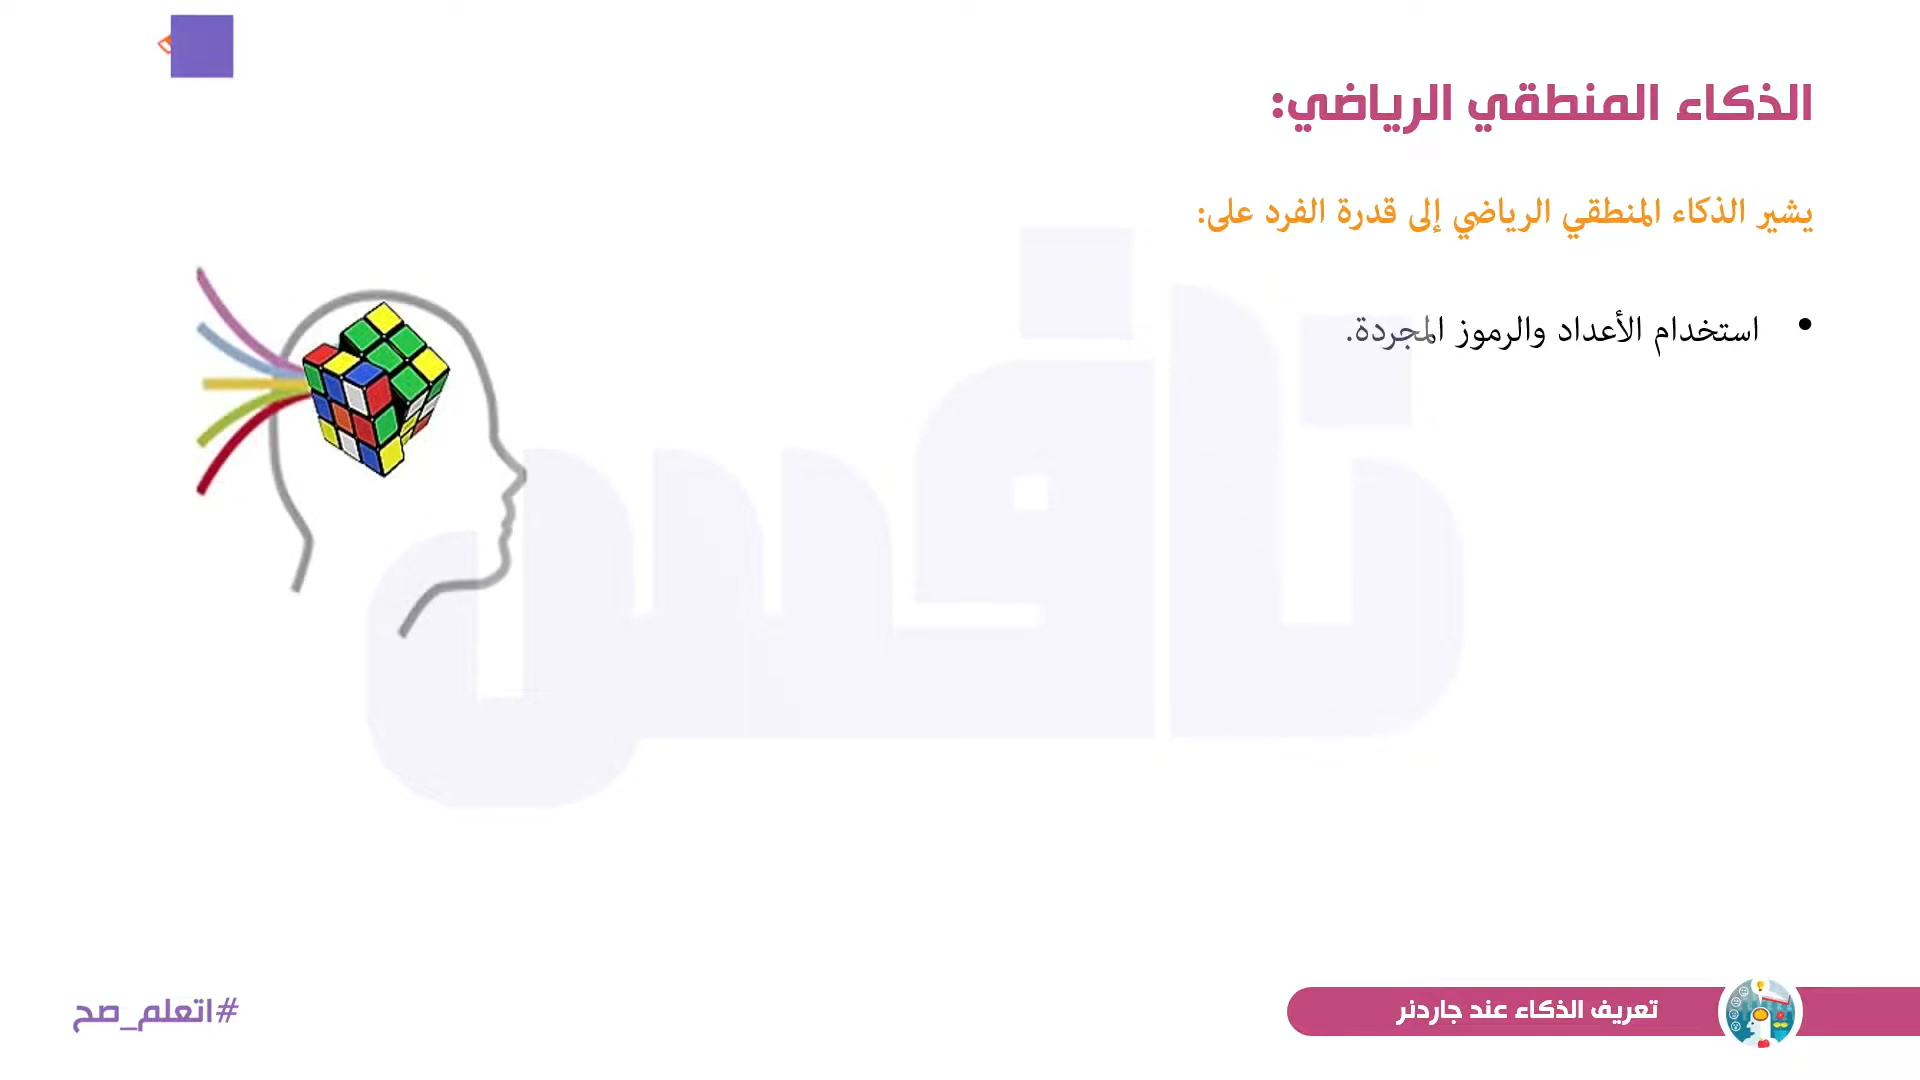 الذكاء المنطقي الرياضي:
يشير الذكاء المنطقي الرياضي إلى قدرة الفرد على:
• استخدام الأعداد والرموز المجردة.
نافس
تعريف الذكاء عند جاردنر
#اتعلم_صح